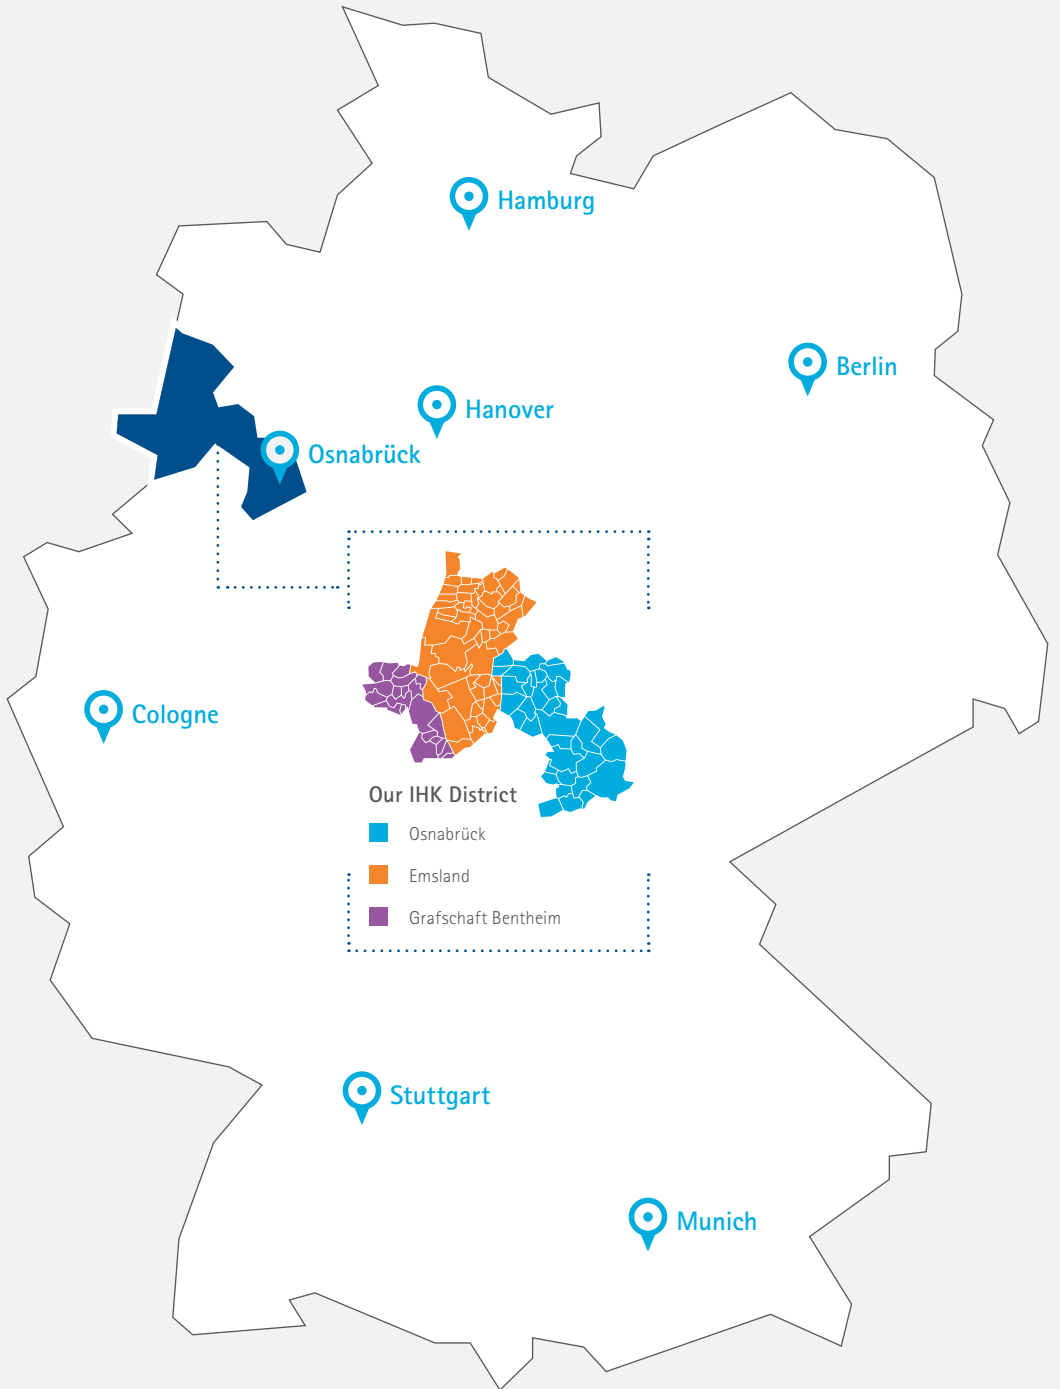 Hamburg
Berlin
Hanover
Osnabrück
Cologne
Our IHK District
Osnabrück
Emsland
Grafschaft Bentheim
Stuttgart
Munich